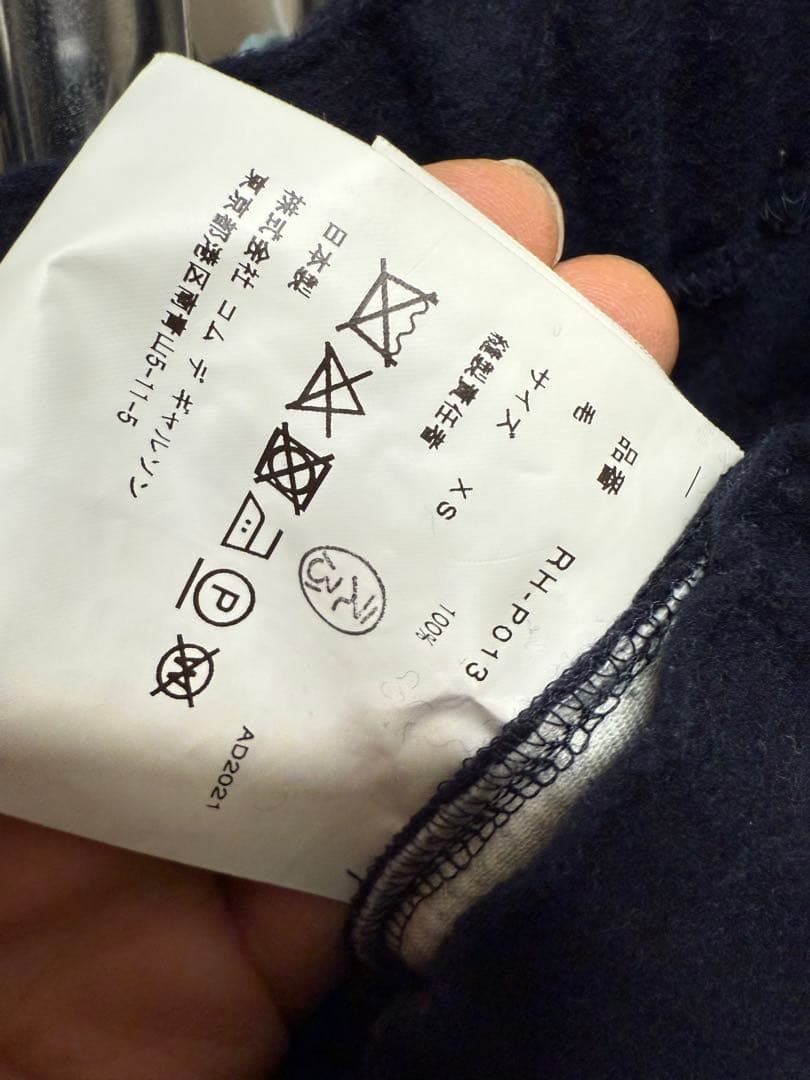 品番 RH-P013
毛 100%
サイズ XS
縫製責任者
日本製
P
W
株式会社 コム デ ギャルソン
東京都港区南青山5-11-5
AD2021